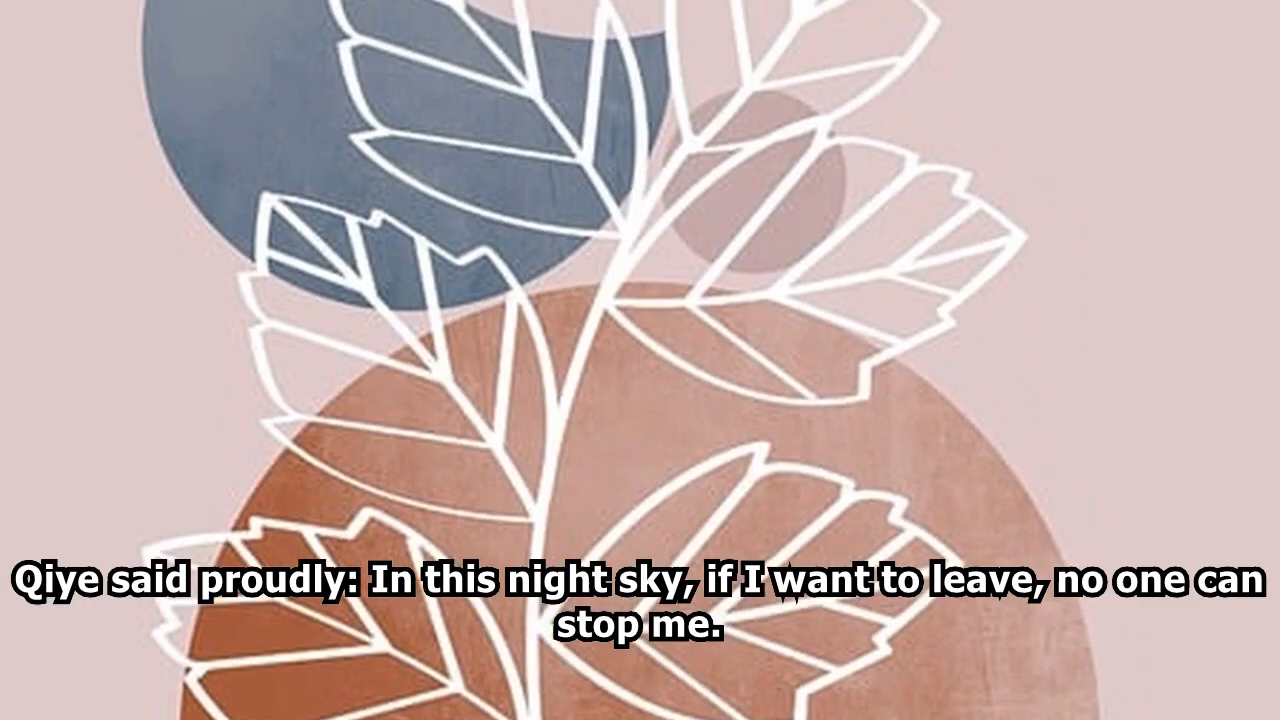 Qiye said proudly: In this night sky, if I want to leave, no one can
stop me.